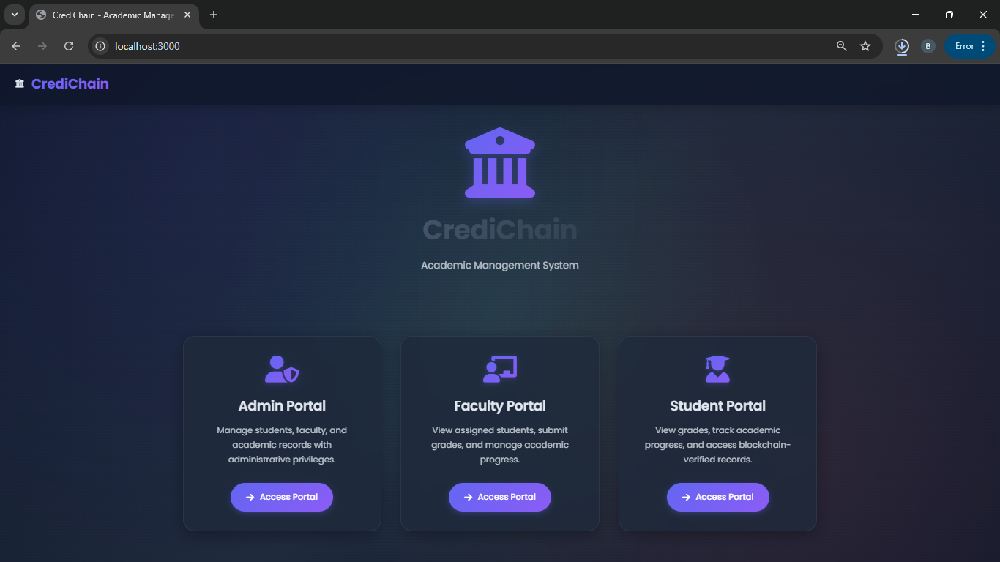 CrediChain - Academic Manage
localhost:3000
B
Error
CrediChain
CrediChain
Academic Management System
Admin Portal
Manage students, faculty, and
academic records with
administrative privileges.
Access Portal
Faculty Portal
View assigned students, submit
grades, and manage academic
progress.
Access Portal
Student Portal
View grades, track academic
progress, and access blockchain-
verified records.
Access Portal